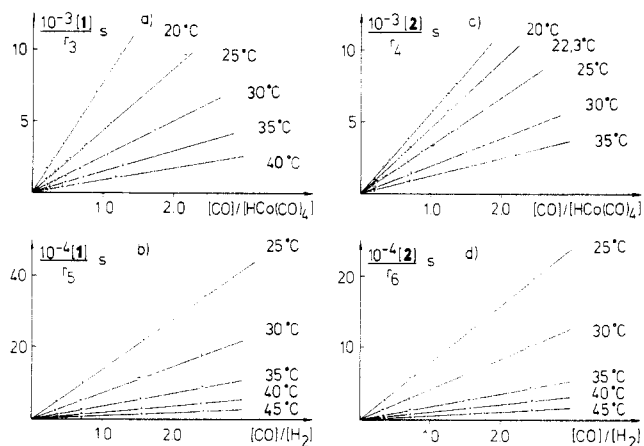 10⁻³[1]/r₃ s
a)
10
5
20°C
25°C
30°C
35°C
40°C
1.0 2.0 [CO]/[HCo(CO)₄]
10⁻³[2]/r₄ s
c)
10
5
20°C
22,3°C
25°C
30°C
35°C
1.0 2.0 [CO]/[HCo(CO)₄]
10⁻⁴[1]/r₅ s
b)
40
20
25°C
30°C
35°C
40°C
45°C
1.0 2.0 [CO]/[H₂]
10⁻⁴[2]/r₆ s
d)
20
10
25°C
30°C
35°C
40°C
45°C
1.0 2.0 [CO]/[H₂]